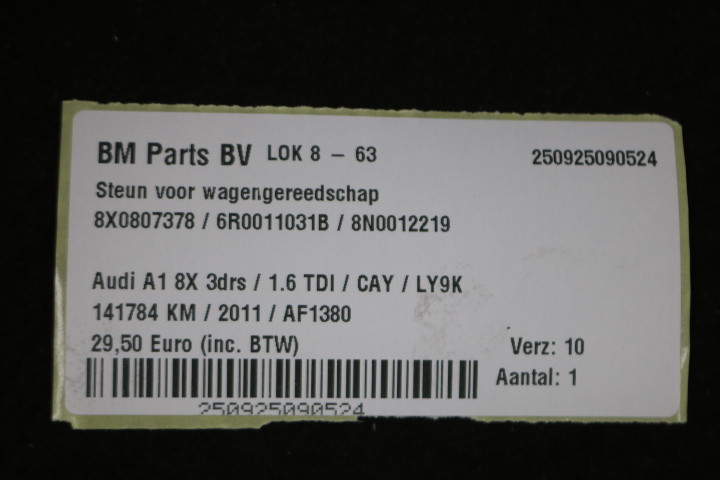 BM Parts BV LOK 8 - 63 250925090524
Steun voor wagengereedschap
8X0807378 / 6R0011031B / 8N0012219
Audi A1 8X 3drs / 1.6 TDI / CAY / LY9K
141784 KM / 2011 / AF1380
29,50 Euro (inc. BTW) Verz: 10
Aantal: 1
250925090524